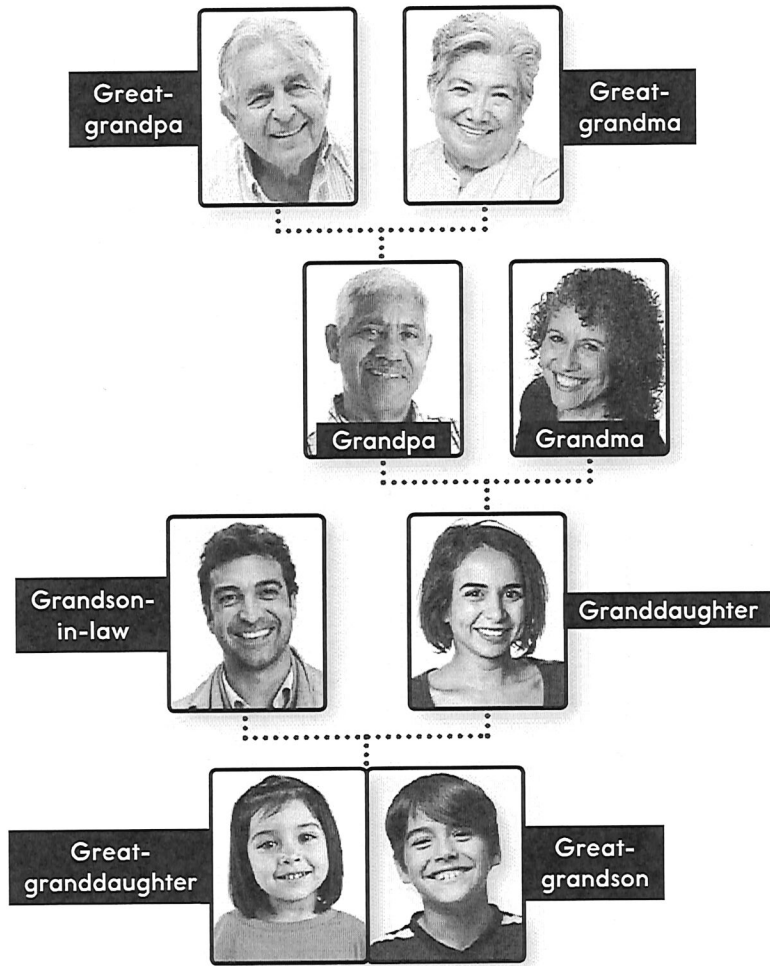 Great-
grandpa
Great-
grandma
Grandpa
Grandma
Grandson-
in-law
Granddaughter
Great-
granddaughter
Great-
grandson